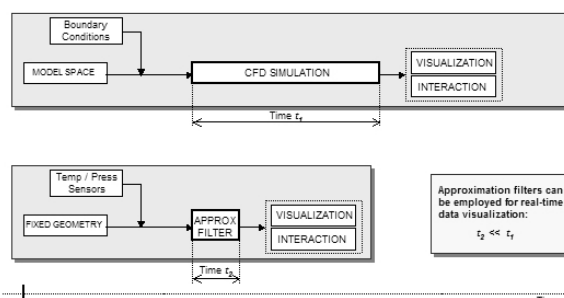 Boundary
Conditions
MODEL SPACE
CFD SIMULATION
VISUALIZATION
INTERACTION
Time t₁
Temp / Press
Sensors
FIXED GEOMETRY
APPROX
FILTER
VISUALIZATION
INTERACTION
Time t₂
Approximation filters can
be employed for real-time
data visualization:
t₂ << t₁